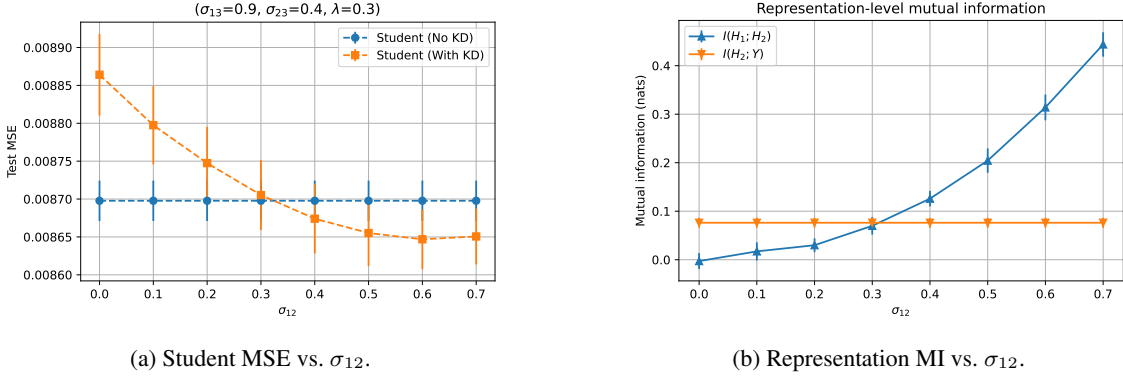 (σ13=0.9, σ23=0.4, λ=0.3)
Student (No KD)
Student (With KD)
Test MSE
0.00890
0.00885
0.00880
0.00875
0.00870
0.00865
0.00860
0.0 0.1 0.2 0.3 0.4 0.5 0.6 0.7
σ12
(a) Student MSE vs. σ12.
Representation-level mutual information
I(H1; H2)
I(H2; Y)
Mutual information (nats)
0.4
0.3
0.2
0.1
0.0
0.0 0.1 0.2 0.3 0.4 0.5 0.6 0.7
σ12
(b) Representation MI vs. σ12.